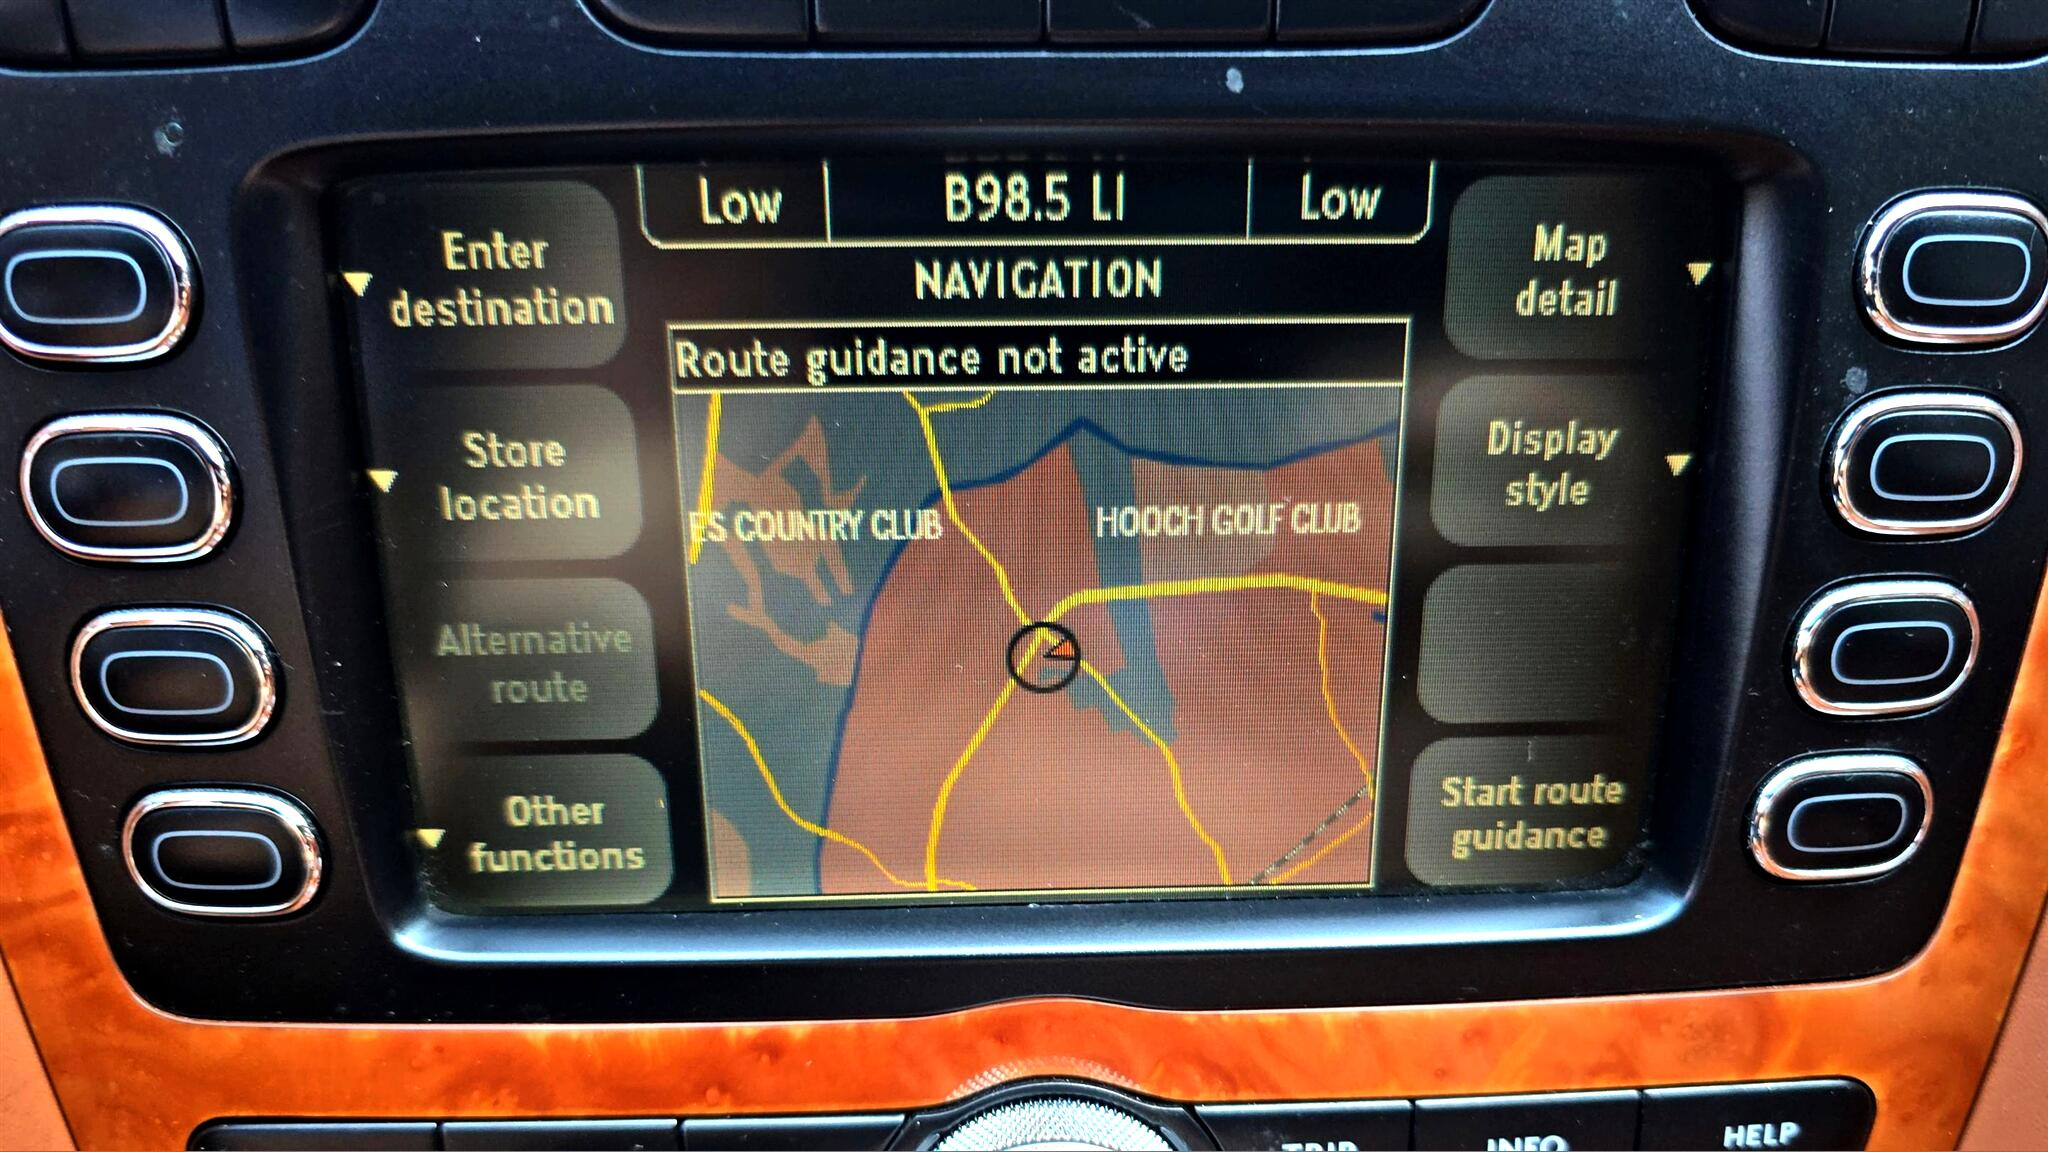 Low
B98.5 LI
Low
NAVIGATION
Enter
destination
Map
detail
Route guidance not active
Store
location
Display
style
ES COUNTRY CLUB
HOOCH GOLF CLUB
Alternative
route
Other
functions
Start route
guidance
TRIP
INFO
HELP